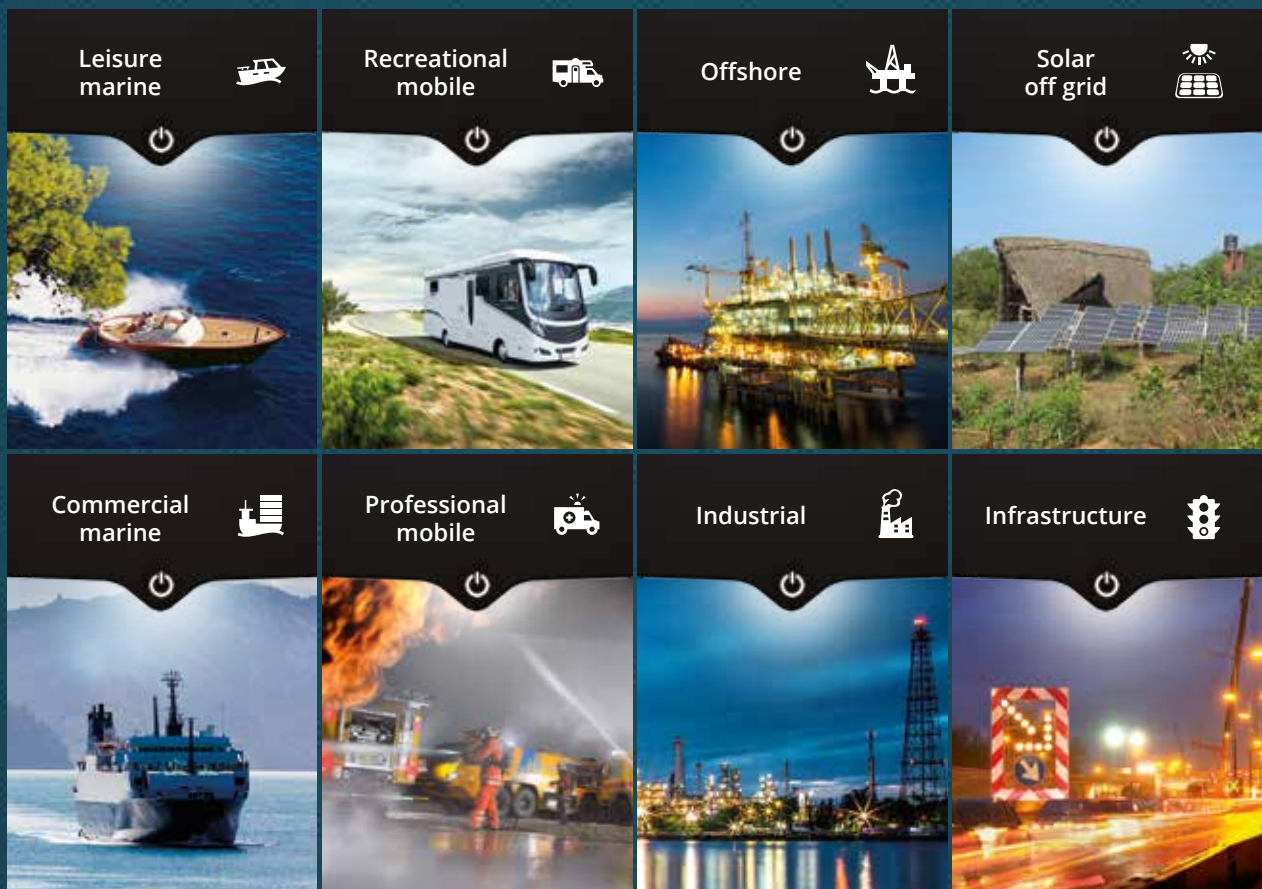 Leisure
marine
Recreational
mobile
Offshore
Solar
off grid
Commercial
marine
Professional
mobile
Industrial
Infrastructure